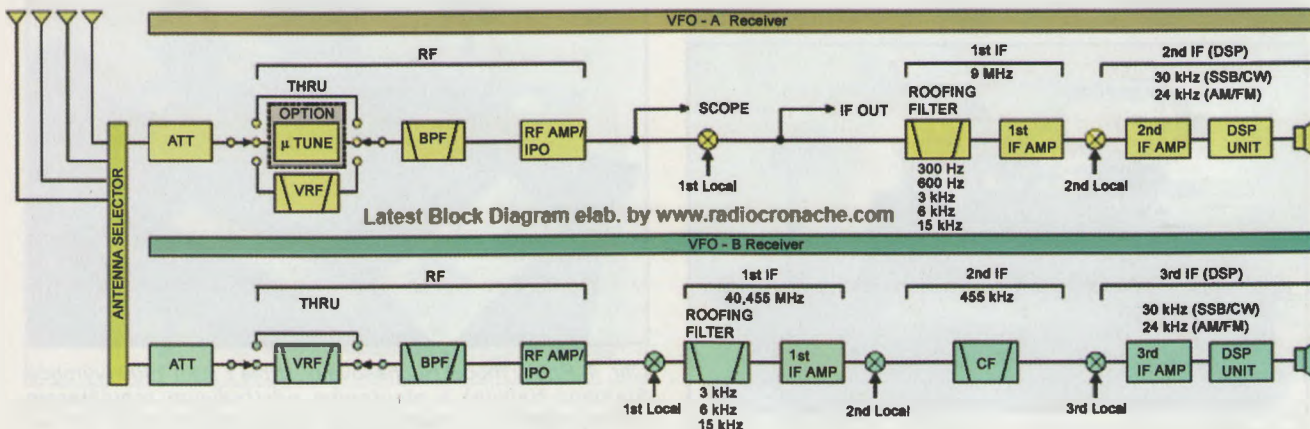 VFO - A Receiver
RF
1st IF
2nd IF (DSP)
9 MHz
30 kHz (SSB/CW)
24 kHz (AM/FM)
THRU
OPTION
SCOPE
IF OUT
ROOFING
FILTER
ANTENNA SELECTOR
ATT
μ TUNE
VRF
BPF
RF AMP/
IPO
1st Local
300 Hz
600 Hz
3 kHz
6 kHz
15 kHz
1st
IF AMP
2nd Local
2nd
IF AMP
DSP
UNIT
Latest Block Diagram elab. by www.radiocronache.com
VFO - B Receiver
RF
1st IF
2nd IF
3rd IF (DSP)
40,455 MHz
455 kHz
30 kHz (SSB/CW)
24 kHz (AM/FM)
THRU
ROOFING
FILTER
ATT
VRF
BPF
RF AMP/
IPO
1st Local
3 kHz
6 kHz
15 kHz
1st
IF AMP
2nd Local
CF
3rd Local
3rd
IF AMP
DSP
UNIT